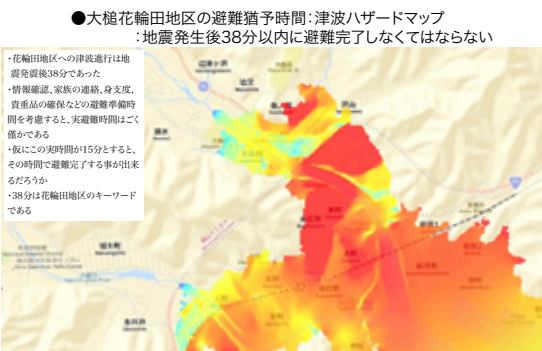 ●大槌花輪田地区の避難猶予時間：津波ハザードマップ
：地震発生後38分以内に避難完了しなくてはならない
・花輪田地区への津波進行は地
震発震後38分であった
・情報確認、家族の連絡、身支度,
貴重品の確保などの避難準備時
間を考慮すると、実避難時間はごく
僅かである
・仮にこの実時間が15分とすると、
その時間で避難完了する事が出来
るだろうか
・38分は花輪田地区のキーワード
である